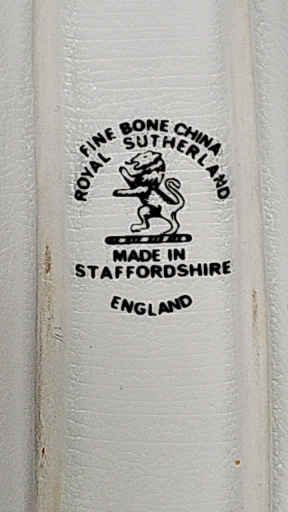 FINE BONE CHINA
ROYAL SUTHERLAND
MADE IN
STAFFORDSHIRE
ENGLAND